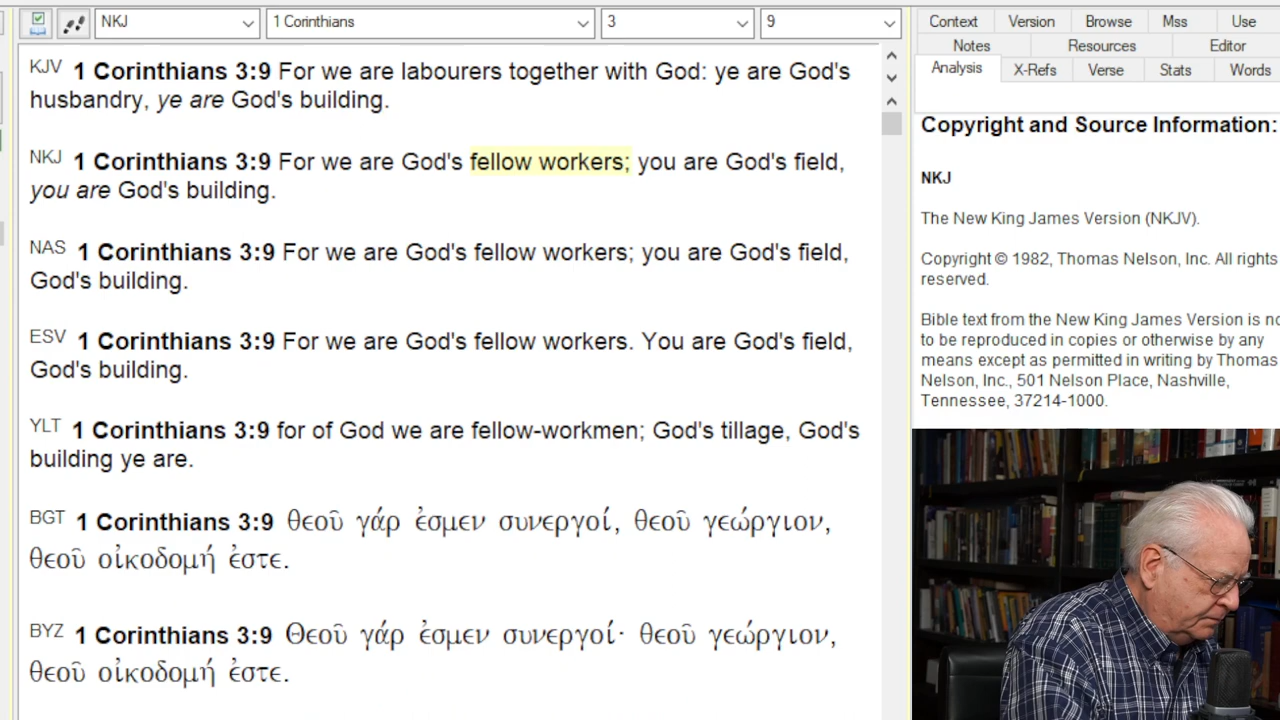 NKJ 1 Corinthians 3 9
KJV 1 Corinthians 3:9 For we are labourers together with God: ye are God's
husbandry, ye are God's building.
NKJ 1 Corinthians 3:9 For we are God's fellow workers; you are God's field,
you are God's building.
NAS 1 Corinthians 3:9 For we are God's fellow workers; you are God's field,
God's building.
ESV 1 Corinthians 3:9 For we are God's fellow workers. You are God's field,
God's building.
YLT 1 Corinthians 3:9 for of God we are fellow-workmen; God's tillage, God's
building ye are.
BGT 1 Corinthians 3:9 θεοῦ γάρ ἐσμεν συνεργοί, θεοῦ γεώργιον,
θεοῦ οἰκοδομή ἐστε.
BYZ 1 Corinthians 3:9 Θεοῦ γάρ ἐσμεν συνεργοί· θεοῦ γεώργιον,
θεοῦ οἰκοδομή ἐστε.
Context Version Browse Mss Use
Notes Resources Editor
Analysis X-Refs Verse Stats Words
Copyright and Source Information:
NKJ
The New King James Version (NKJV).
Copyright © 1982, Thomas Nelson, Inc. All rights
reserved.
Bible text from the New King James Version is no
to be reproduced in copies or otherwise by any
means except as permitted in writing by Thomas
Nelson, Inc., 501 Nelson Place, Nashville,
Tennessee, 37214-1000.